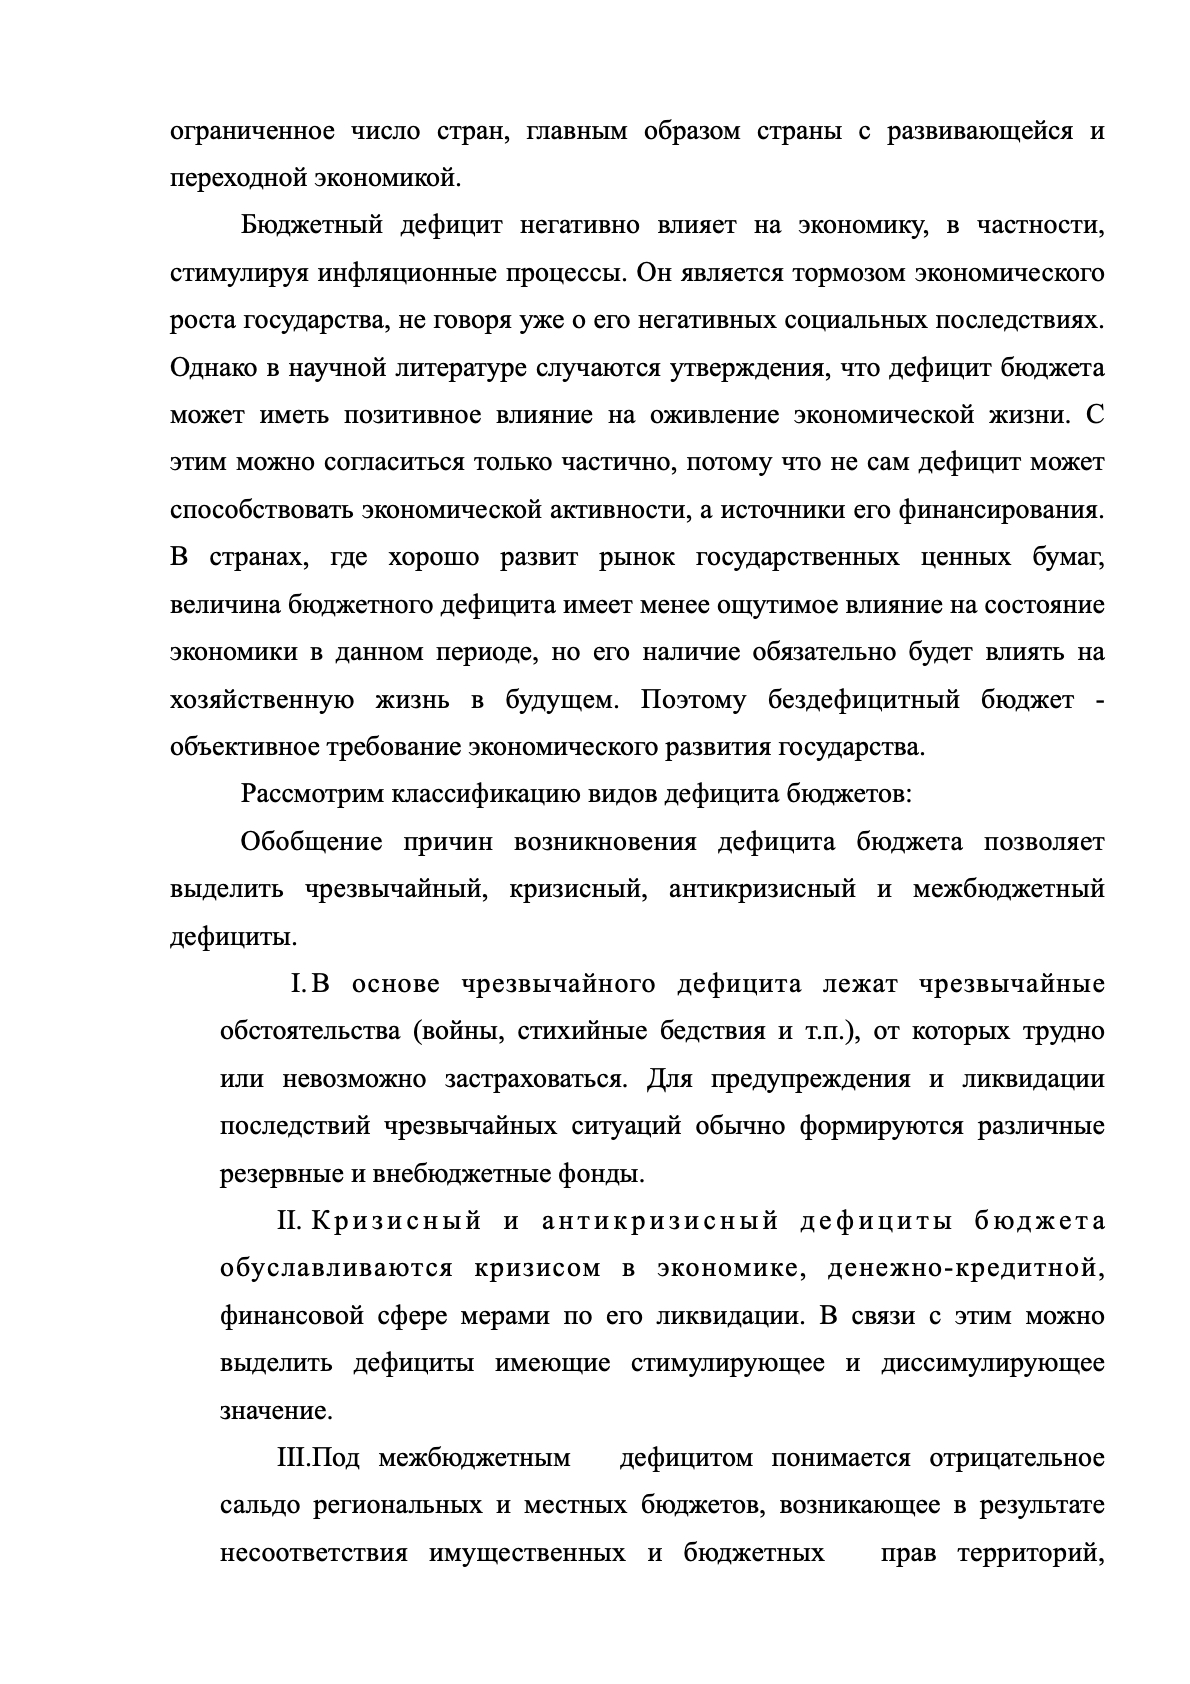 ограниченное число стран, главным образом страны с развивающейся и
переходной экономикой.
Бюджетный дефицит негативно влияет на экономику, в частности,
стимулируя инфляционные процессы. Он является тормозом экономического
роста государства, не говоря уже о его негативных социальных последствиях.
Однако в научной литературе случаются утверждения, что дефицит бюджета
может иметь позитивное влияние на оживление экономической жизни. С
этим можно согласиться только частично, потому что не сам дефицит может
способствовать экономической активности, а источники его финансирования.
В странах, где хорошо развит рынок государственных ценных бумаг,
величина бюджетного дефицита имеет менее ощутимое влияние на состояние
экономики в данном периоде, но его наличие обязательно будет влиять на
хозяйственную жизнь в будущем. Поэтому бездефицитный бюджет -
объективное требование экономического развития государства.
Рассмотрим классификацию видов дефицита бюджетов:
Обобщение причин возникновения дефицита бюджета позволяет
выделить чрезвычайный, кризисный, антикризисный и межбюджетный
дефициты.
I. В основе чрезвычайного дефицита лежат чрезвычайные
обстоятельства (войны, стихийные бедствия и т.п.), от которых трудно
или невозможно застраховаться. Для предупреждения и ликвидации
последствий чрезвычайных ситуаций обычно формируются различные
резервные и внебюджетные фонды.
II. Кризисный и антикризисный дефициты бюджета
обуславливаются кризисом в экономике, денежно-кредитной,
финансовой сфере мерами по его ликвидации. В связи с этим можно
выделить дефициты имеющие стимулирующее и диссимулирующее
значение.
III.Под межбюджетным дефицитом понимается отрицательное
сальдо региональных и местных бюджетов, возникающее в результате
несоответствия имущественных и бюджетных прав территорий,